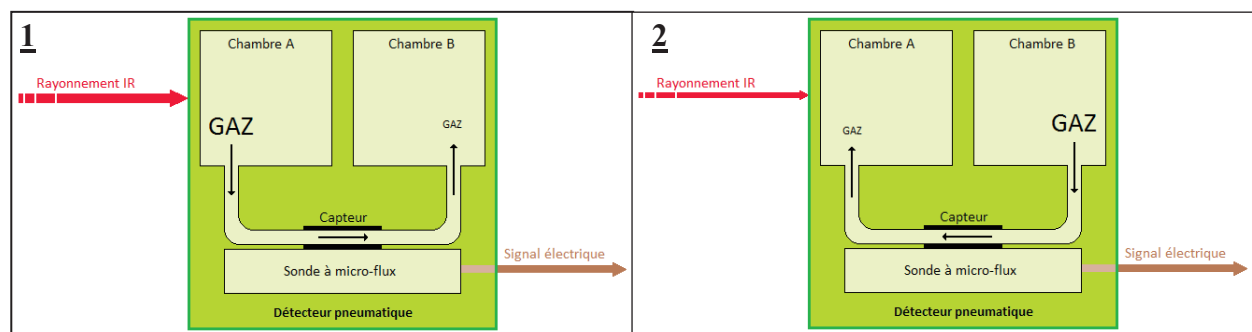 1
Chambre A
Chambre B
Rayonnement IR
GAZ
GAZ
Capteur
Signal électrique
Sonde à micro-flux
Détecteur pneumatique
2
Chambre A
Chambre B
Rayonnement IR
GAZ
GAZ
Capteur
Signal électrique
Sonde à micro-flux
Détecteur pneumatique